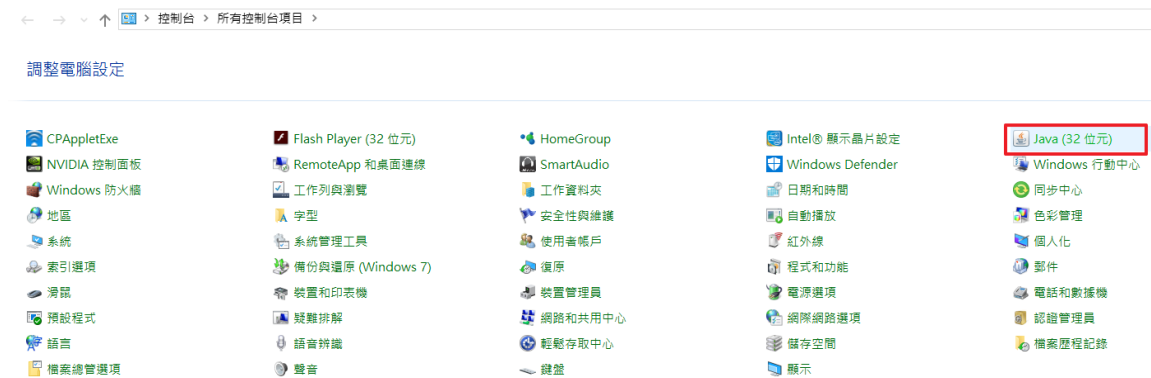 控制台 › 所有控制台項目 ›
調整電腦設定
CPAppletExe Flash Player (32 位元) HomeGroup Intel® 顯示晶片設定 Java (32 位元)
NVIDIA 控制面板 RemoteApp 和桌面連線 SmartAudio Windows Defender Windows 行動中心
Windows 防火牆 工作列與瀏覽 工作資料夾 日期和時間 同步中心
地區 字型 安全性與維護 自動播放 色彩管理
系統 系統管理工具 使用者帳戶 紅外線 個人化
索引選項 備份與還原 (Windows 7) 復原 程式和功能 郵件
滑鼠 裝置和印表機 裝置管理員 電源選項 電話和數據機
預設程式 疑難排解 網路和共用中心 網際網路選項 認證管理員
語言 語音辨識 輕鬆存取中心 儲存空間 檔案歷程記錄
檔案總管選項 聲音 鍵盤 顯示